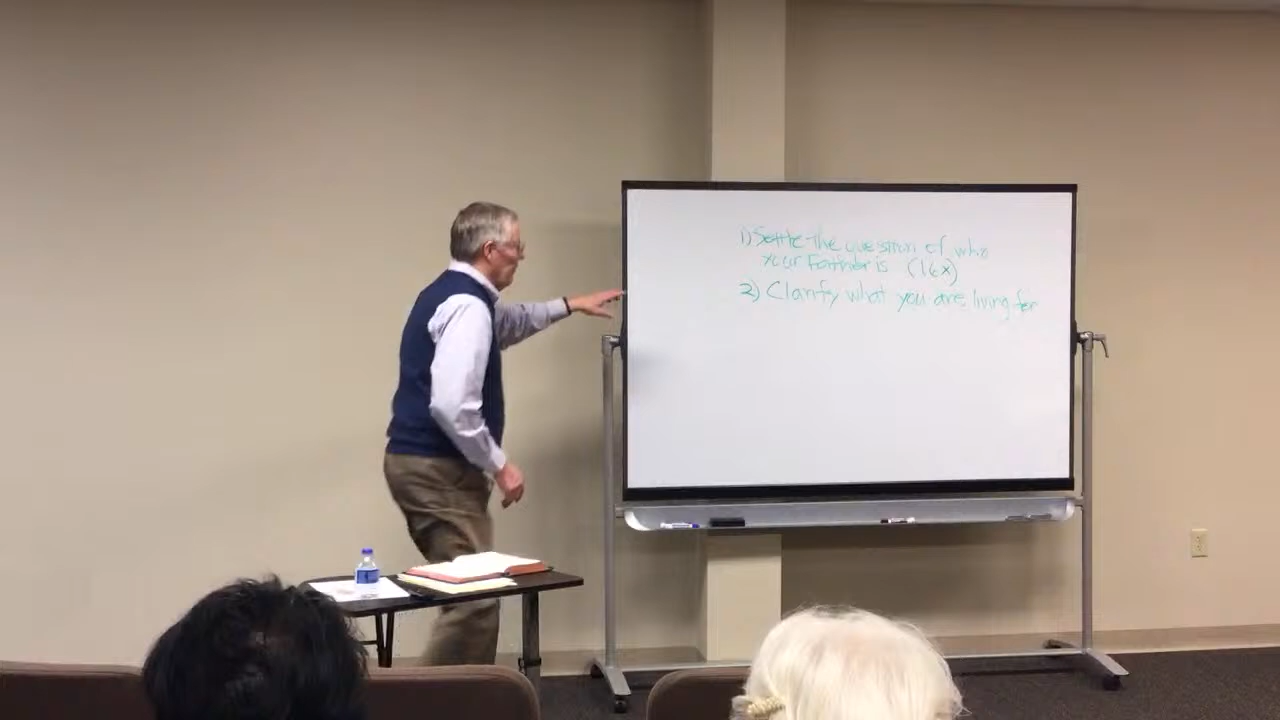 1) Settle the question of who
your Father is (16x)
2) Clarify what you are living for